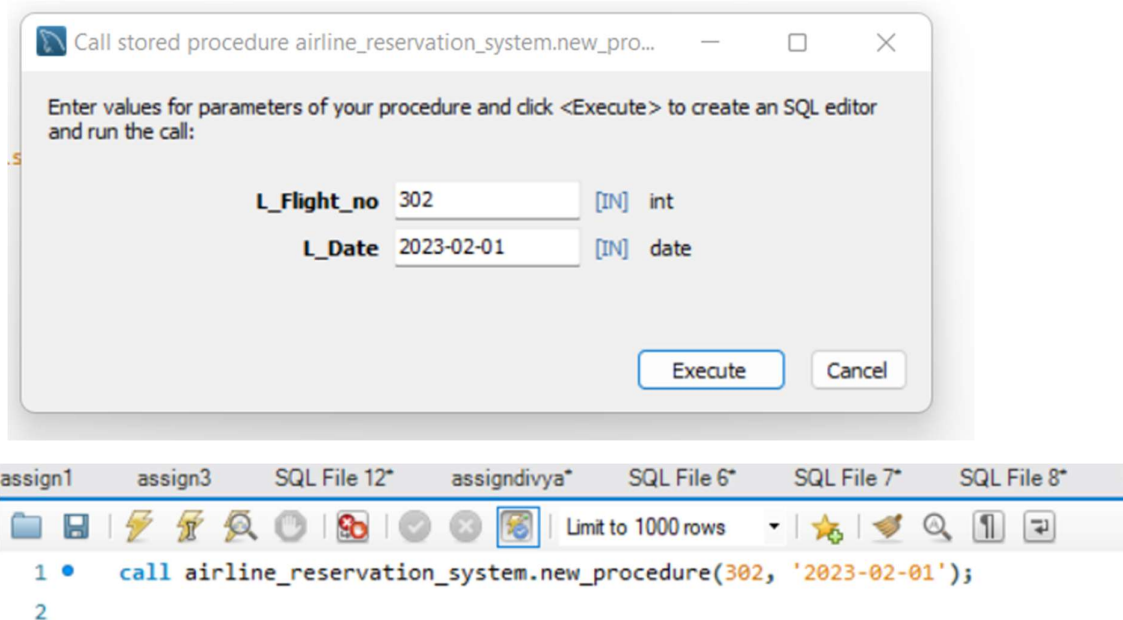 Call stored procedure airline_reservation_system.new_pro...
Enter values for parameters of your procedure and click <Execute> to create an SQL editor
and run the call:
L_Flight_no 302 [IN] int
L_Date 2023-02-01 [IN] date
Execute Cancel
assign1 assign3 SQL File 12* assigndivya* SQL File 6* SQL File 7* SQL File 8*
Limit to 1000 rows
1 call airline_reservation_system.new_procedure(302, '2023-02-01');
2